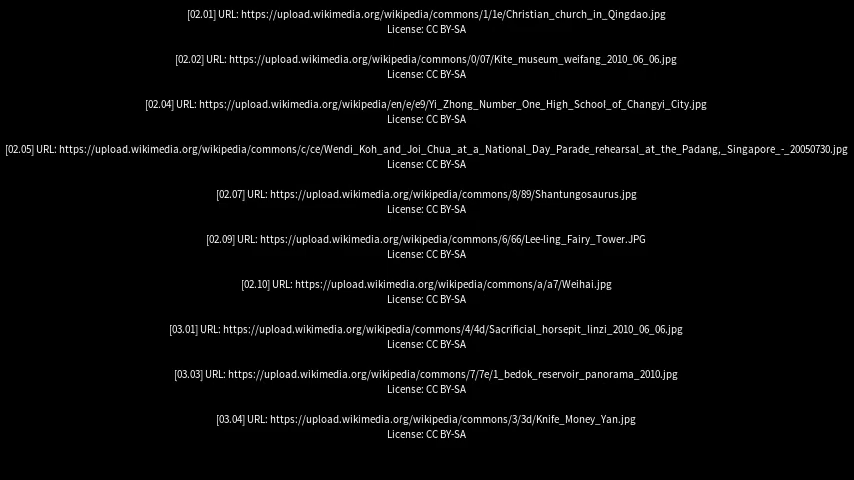 [02.01] URL: https://upload.wikimedia.org/wikipedia/commons/1/1e/Christian_church_in_Qingdao.jpg
License: CC BY-SA
[02.02] URL: https://upload.wikimedia.org/wikipedia/commons/0/07/Kite_museum_weifang_2010_06_06.jpg
License: CC BY-SA
[02.04] URL: https://upload.wikimedia.org/wikipedia/en/e/e9/Yi_Zhong_Number_One_High_School_of_Changyi_City.jpg
License: CC BY-SA
[02.05] URL: https://upload.wikimedia.org/wikipedia/commons/c/ce/Wendi_Koh_and_Joi_Chua_at_a_National_Day_Parade_rehearsal_at_the_Padang,_Singapore_-_20050730.jpg
License: CC BY-SA
[02.07] URL: https://upload.wikimedia.org/wikipedia/commons/8/89/Shantungosaurus.jpg
License: CC BY-SA
[02.09] URL: https://upload.wikimedia.org/wikipedia/commons/6/66/Lee-ling_Fairy_Tower.JPG
License: CC BY-SA
[02.10] URL: https://upload.wikimedia.org/wikipedia/commons/a/a7/Weihai.jpg
License: CC BY-SA
[03.01] URL: https://upload.wikimedia.org/wikipedia/commons/4/4d/Sacrificial_horsepit_linzi_2010_06_06.jpg
License: CC BY-SA
[03.03] URL: https://upload.wikimedia.org/wikipedia/commons/7/7e/1_bedok_reservoir_panorama_2010.jpg
License: CC BY-SA
[03.04] URL: https://upload.wikimedia.org/wikipedia/commons/3/3d/Knife_Money_Yan.jpg
License: CC BY-SA